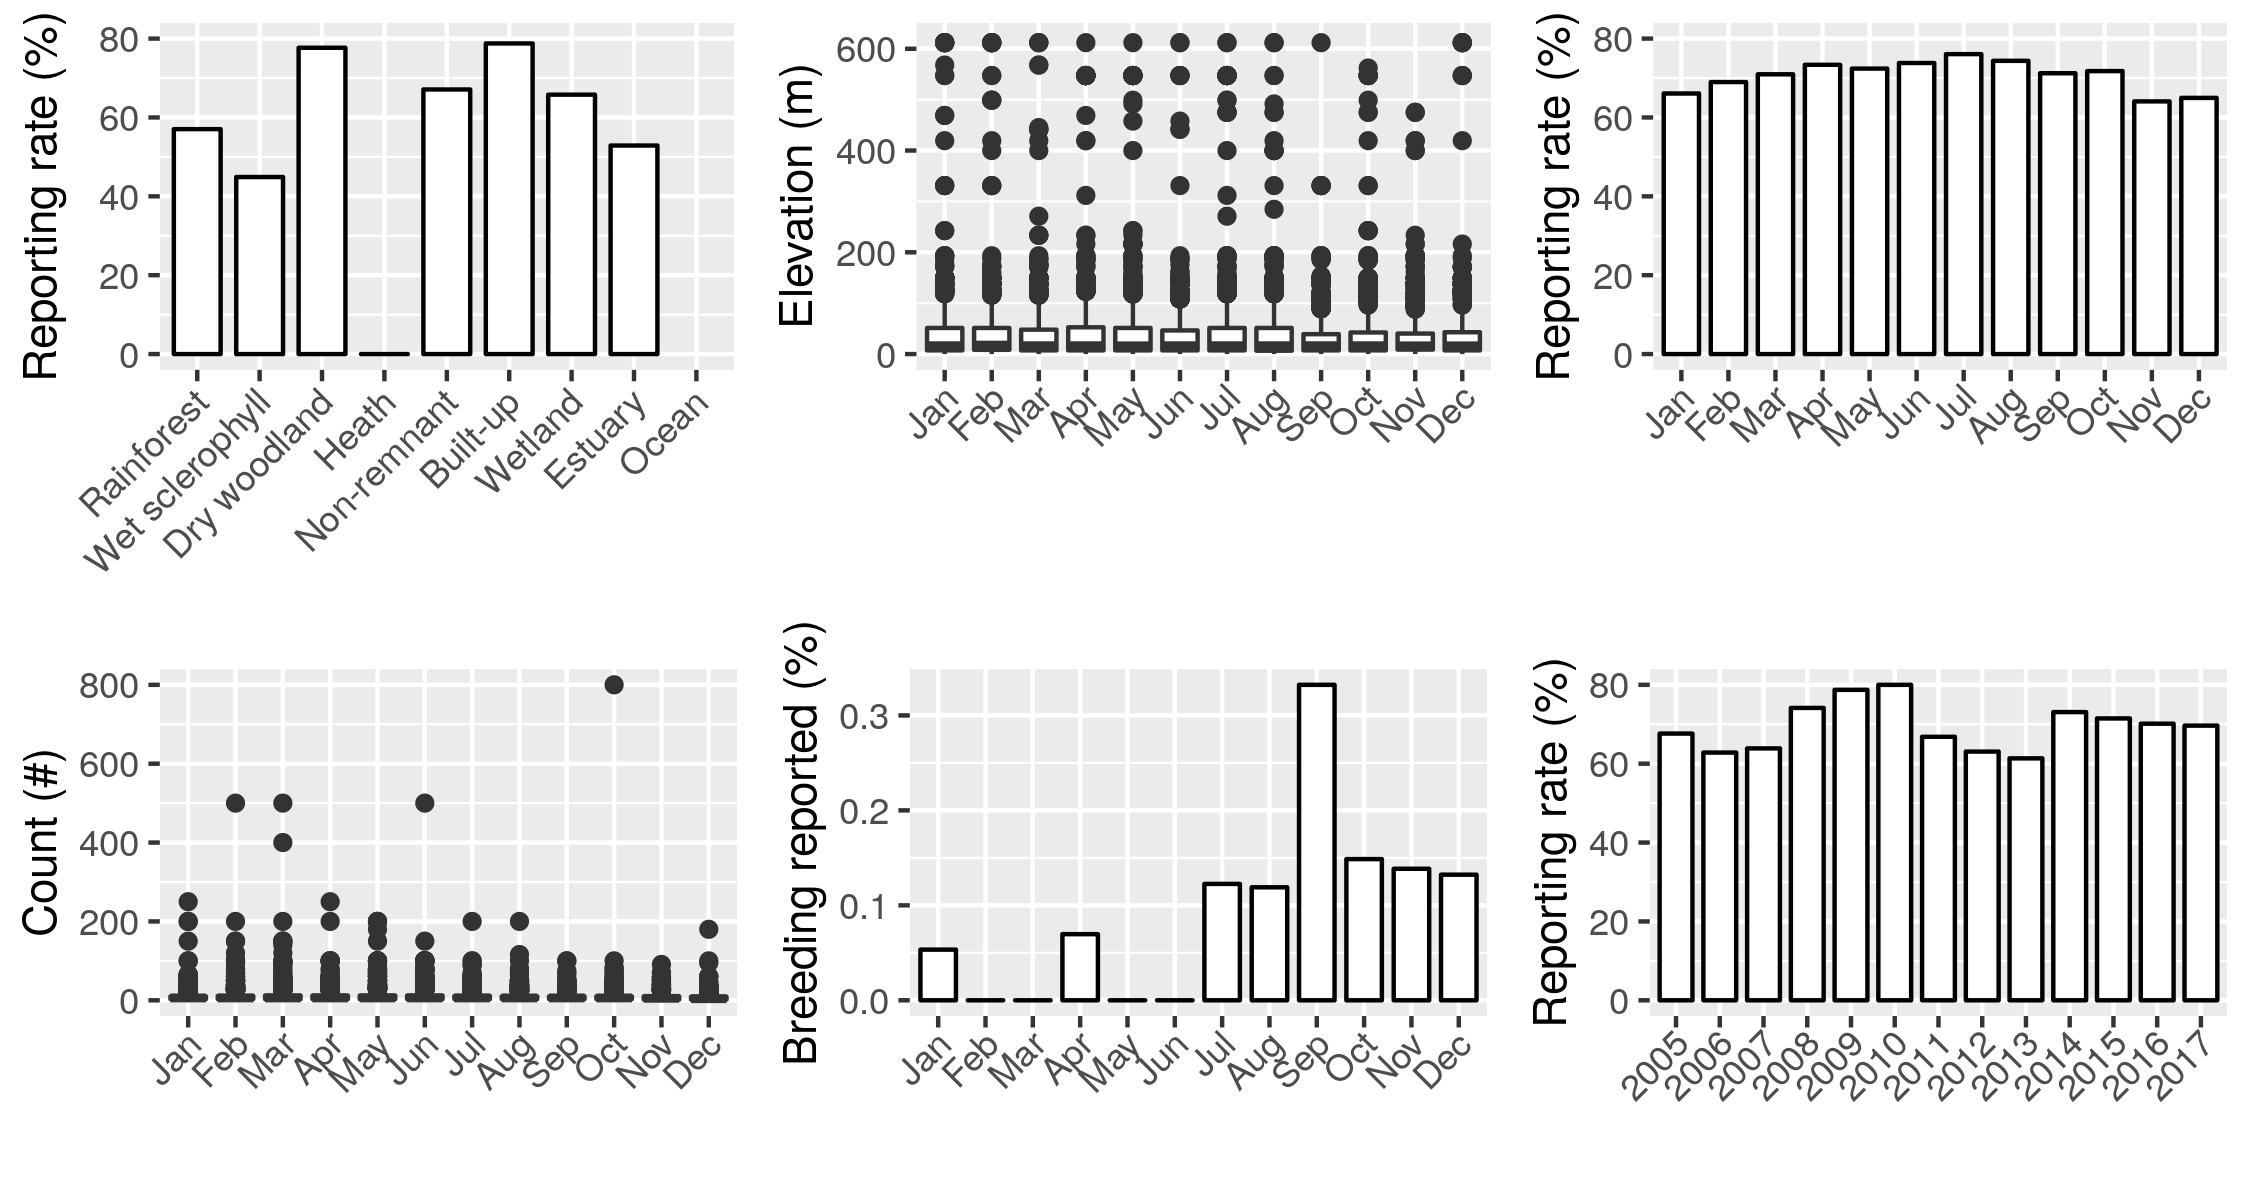 Reporting rate (%)
80
60
40
20
0
Rainforest
Wet sclerophyll
Dry woodland
Heath
Non-remnant
Built-up
Wetland
Estuary
Ocean
Elevation (m)
600
400
200
0
Jan
Feb
Mar
Apr
May
Jun
Jul
Aug
Sep
Oct
Nov
Dec
Reporting rate (%)
80
60
40
20
0
Jan
Feb
Mar
Apr
May
Jun
Jul
Aug
Sep
Oct
Nov
Dec
Count (#)
800
600
400
200
0
Jan
Feb
Mar
Apr
May
Jun
Jul
Aug
Sep
Oct
Nov
Dec
Breeding reported (%)
0.3
0.2
0.1
0.0
Jan
Feb
Mar
Apr
May
Jun
Jul
Aug
Sep
Oct
Nov
Dec
Reporting rate (%)
80
60
40
20
0
2005
2006
2007
2008
2009
2010
2011
2012
2013
2014
2015
2016
2017